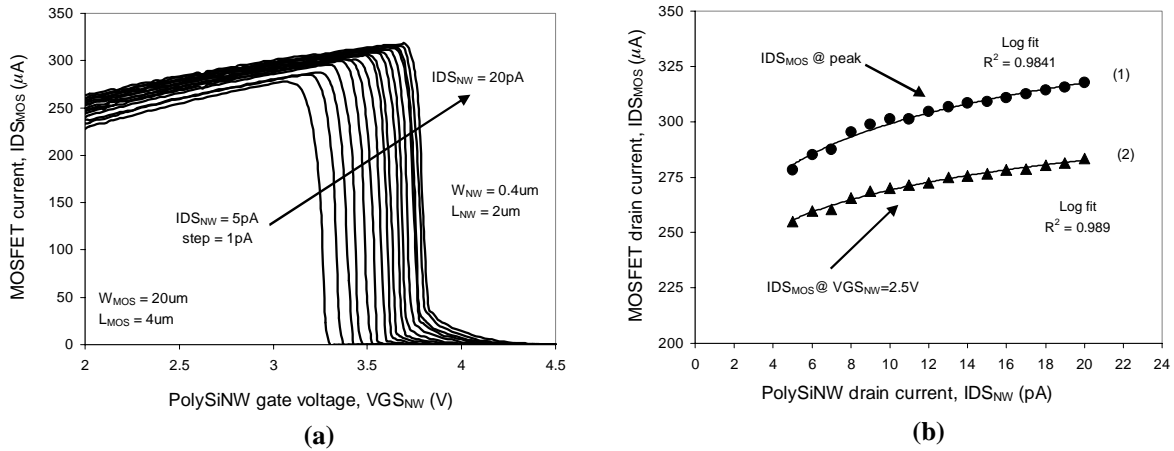 MOSFET current, IDSMOS (μA)
350
300
250
200
150
100
50
0
IDSNW = 20pA
WNW = 0.4um
LNW = 2um
IDSNW = 5pA
step = 1pA
WMOS = 20um
LMOS = 4um
2 2.5 3 3.5 4 4.5
PolySiNW gate voltage, VGSNW (V)
(a)
MOSFET drain current, IDSMOS (μA)
350
325
300
275
250
225
200
IDSMOS @ peak
Log fit
R2 = 0.9841
(1)
(2)
Log fit
R2 = 0.989
IDSMOS @ VGSNW=2.5V
0 2 4 6 8 10 12 14 16 18 20 22 24
PolySiNW drain current, IDSNW (pA)
(b)